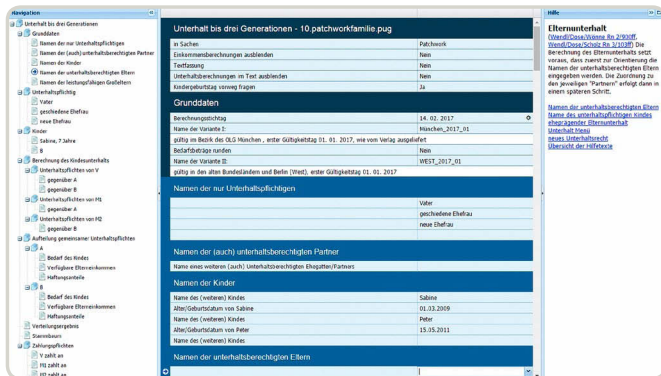 Navigation
Unterhalt bis drei Generationen
Grunddaten
Namen der nur Unterhaltspflichtigen
Namen der (auch) unterhaltsberechtigten Partner
Namen der Kinder
Namen der unterhaltsberechtigten Eltern
Namen der leistungsfähigen Großeltern
Unterhaltspflichtig
Vater
geschiedene Ehefrau
neue Ehefrau
Kinder
Sabine, 7 Jahre
B
Berechnung des Kindesunterhalts
Unterhaltspflichten von V
gegenüber A
gegenüber B
Unterhaltspflichten von M1
gegenüber A
Unterhaltspflichten von M2
gegenüber B
Aufteilung gemeinsamer Unterhaltspflichten
A
Bedarf des Kindes
Verfügbare Elterneinkommen
Haftungsanteile
B
Bedarf des Kindes
Verfügbare Elterneinkommen
Haftungsanteile
Verteilungsergebnis
Stammbaum
Zahlungspflichten
V zahlt an
M1 zahlt an
M2 zahlt an
Unterhalt bis drei Generationen - 10.patchworkfamilie.pug
in Sachen Patchwork
Einkommensberechnungen ausblenden Nein
Textfassung Nein
Unterhaltsberechnungen im Text ausblenden Nein
Kindergeburtstag vorweg fragen Ja
Grunddaten
Berechnungsstichtag 14. 02. 2017
Name der Variante I: München_2017_01
gültig im Bezirk des OLG München , erster Gültigkeitstag 01. 01. 2017, wie vom Verlag ausgeliefert
Bedarfsbeträge runden Nein
Name der Variante II: WEST_2017_01
gültig in den alten Bundesländern und Berlin (West), erster Gültigkeitstag 01. 01. 2017
Namen der nur Unterhaltspflichtigen
Vater
geschiedene Ehefrau
neue Ehefrau
Namen der (auch) unterhaltsberechtigten Partner
Name eines weiteren (auch) Unterhaltsberechtigten Ehegatten/Partners
Namen der Kinder
Name des (weiteren) Kindes Sabine
Alter/Geburtsdatum von Sabine 01.03.2009
Name des (weiteren) Kindes Peter
Alter/Geburtsdatum von Peter 15.05.2011
Name des (weiteren) Kindes
Namen der unterhaltsberechtigten Eltern
Hilfe
Elternunterhalt
(Wendl/Dose/Wönne Rn 2/900ff,
Wendl/Dose/Scholz Rn 3/103ff) Die
Berechnung des Elternunterhalts setzt
voraus, dass zuerst zur Orientierung die
Namen der unterhaltsberechtigten Eltern
eingegeben werden. Die Zuordnung zu
den jeweiligen "Partnern" erfolgt dann in
einem späteren Schritt.
Namen der unterhaltsberechtigten Eltern
Name des unterhaltspflichtigen Kindes
eheprägender Elternunterhalt
Unterhalt Menü
neues Unterhaltsrecht
Übersicht der Hilfetexte